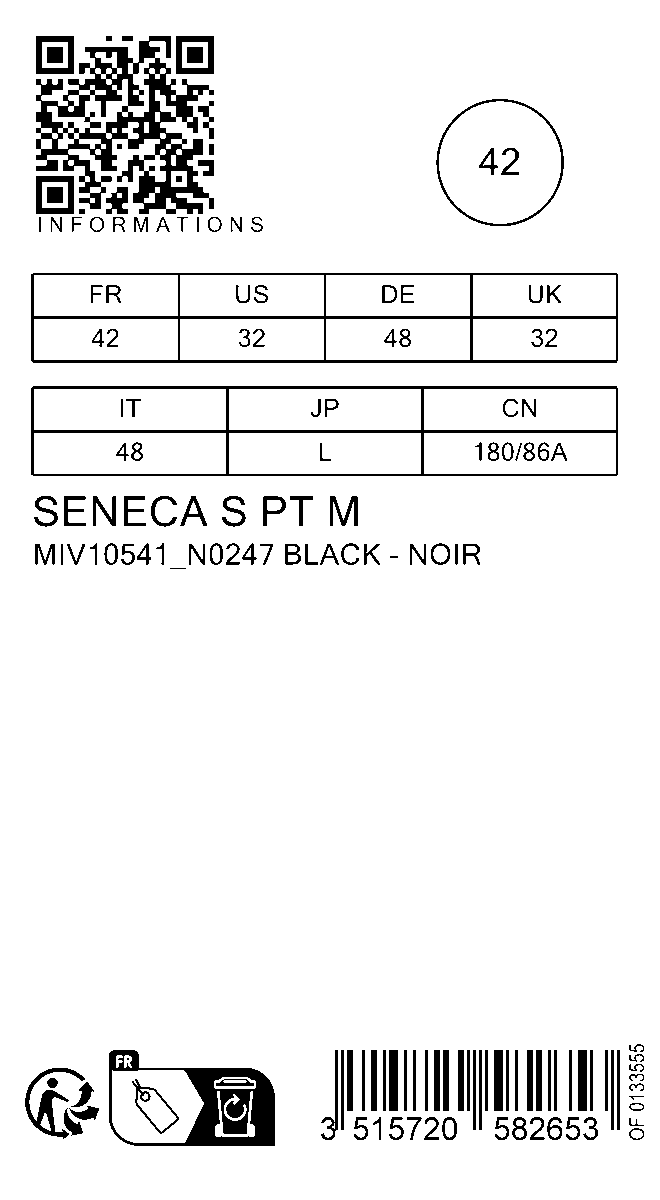 INFORMATIONS
42
FR US DE UK
42 32 48 32
IT JP CN
48 L 180/86A
SENECA S PT M
MIV10541_N0247 BLACK - NOIR
FR
3 515720 582653
OF 0133555